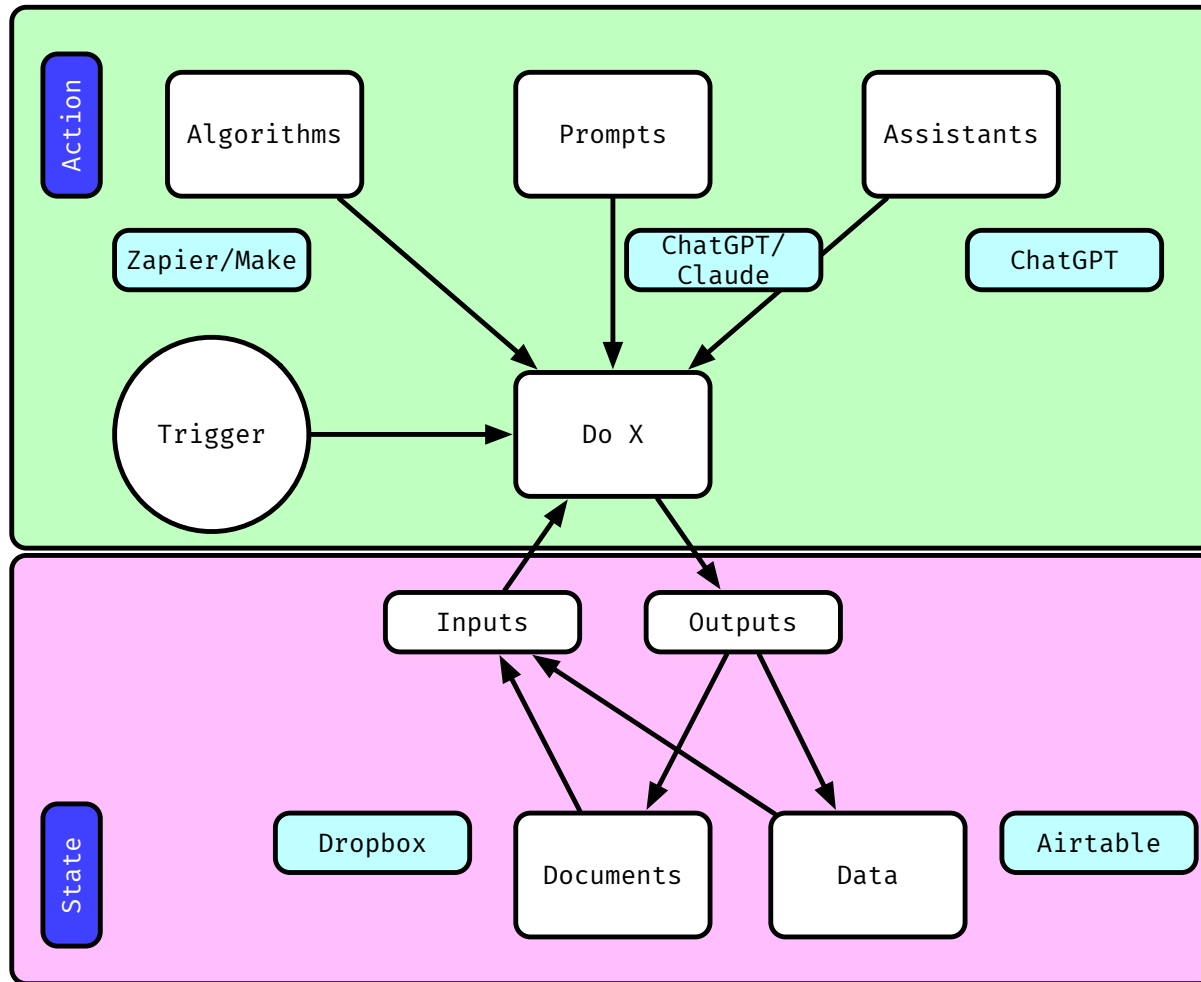 Action
Algorithms
Prompts
Assistants
Zapier/Make
ChatGPT/
Claude
ChatGPT
Trigger
Do X
Inputs
Outputs
State
Dropbox
Documents
Data
Airtable